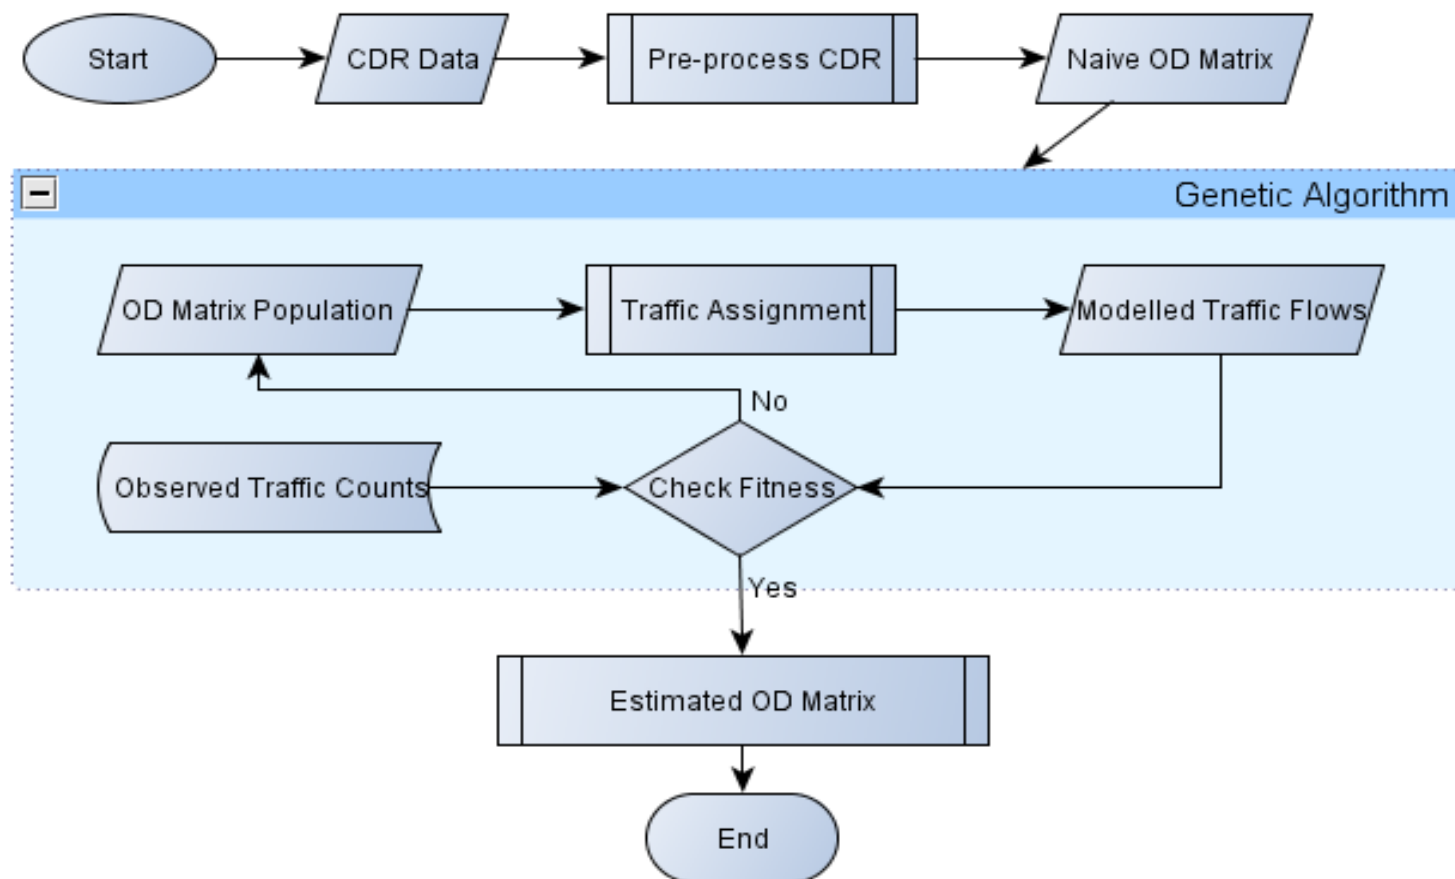 Start
CDR Data
Pre-process CDR
Naive OD Matrix
Genetic Algorithm
OD Matrix Population
Traffic Assignment
Modelled Traffic Flows
No
Observed Traffic Counts
Check Fitness
Yes
Estimated OD Matrix
End